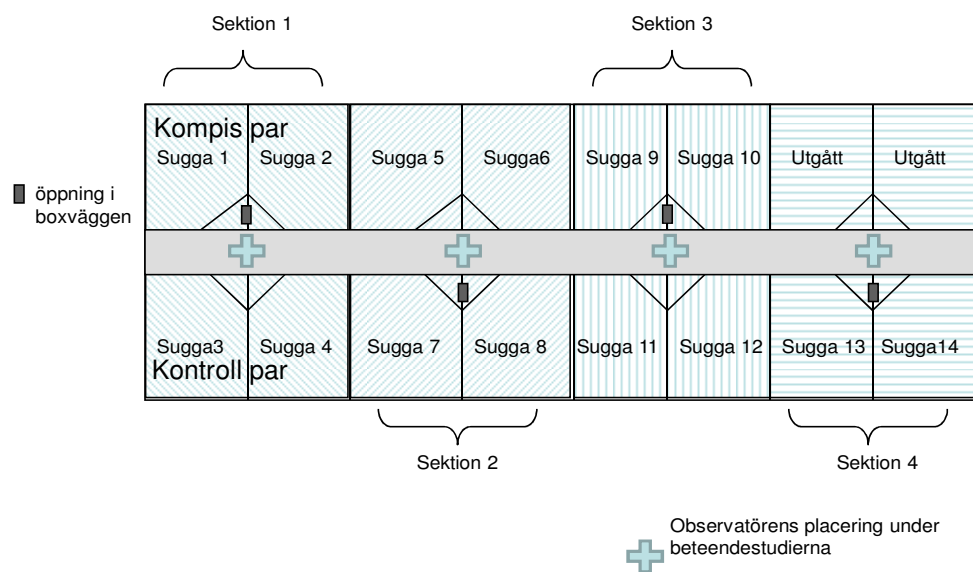 Sektion 1
Sektion 3
Kompis par
Sugga 1
Sugga 2
Sugga 5
Sugga6
Sugga 9
Sugga 10
Utgått
Utgått
öppning i
boxväggen
Sugga3
Sugga 4
Sugga 7
Sugga 8
Sugga 11
Sugga 12
Sugga 13
Sugga14
Kontroll par
Sektion 2
Sektion 4
Observatörens placering under
beteendestudierna